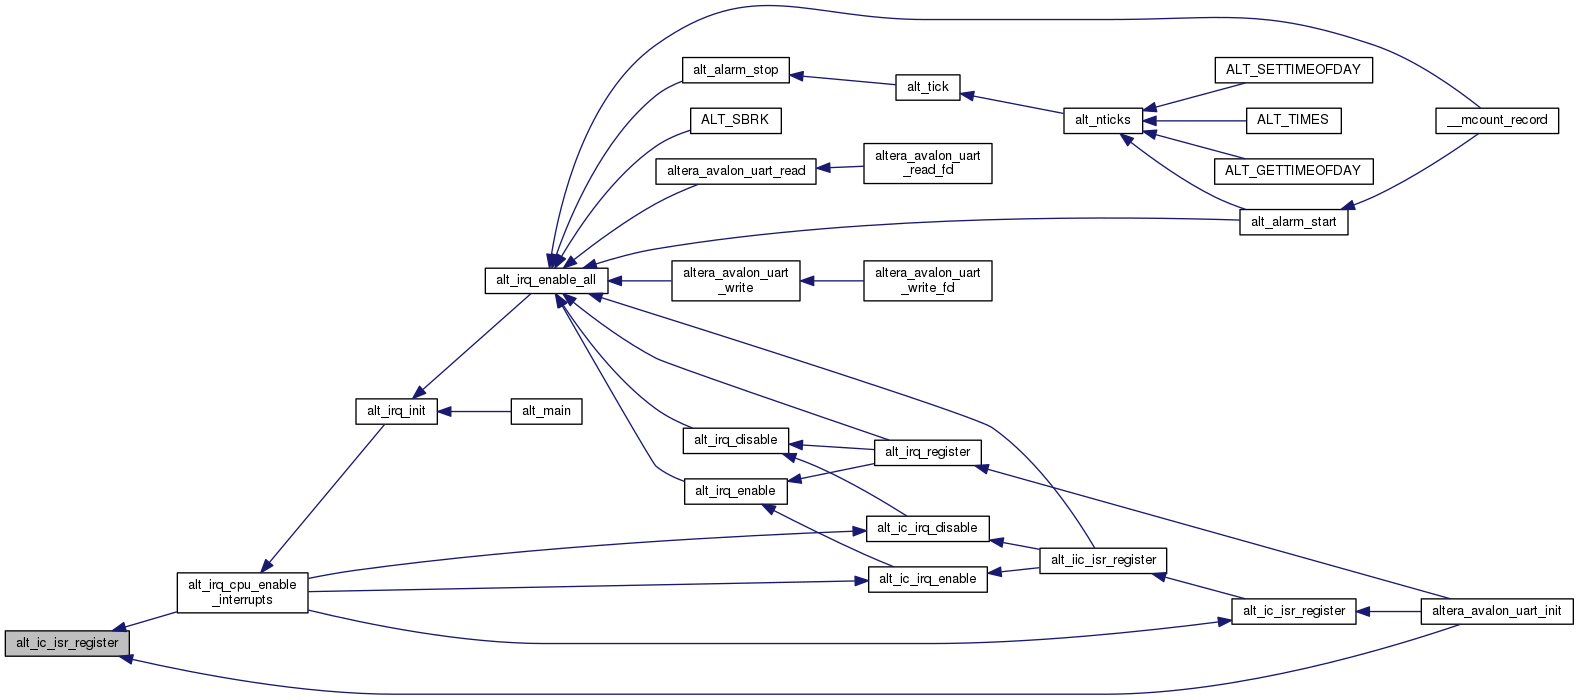 alt_alarm_stop
ALT_SETTIMEOFDAY
alt_tick
ALT_SBRK
alt_nticks
ALT_TIMES
__mcount_record
altera_avalon_uart
_read_fd
altera_avalon_uart_read
ALT_GETTIMEOFDAY
alt_alarm_start
alt_irq_enable_all
altera_avalon_uart
_write
altera_avalon_uart
_write_fd
alt_irq_init
alt_main
alt_irq_disable
alt_irq_register
alt_irq_enable
alt_ic_irq_disable
alt_iic_isr_register
alt_irq_cpu_enable
_interrupts
alt_ic_irq_enable
alt_ic_isr_register
altera_avalon_uart_init
alt_ic_isr_register